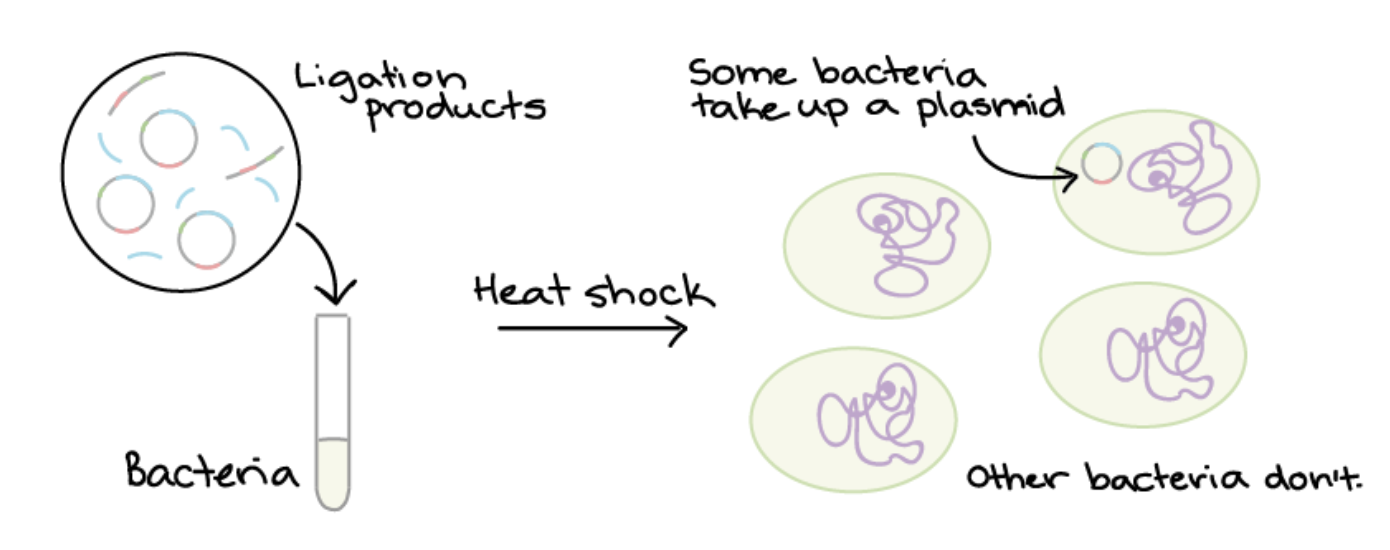 Ligation
products
Some bacteria
take up a plasmid
Heat shock
Bacteria
Other bacteria don't.